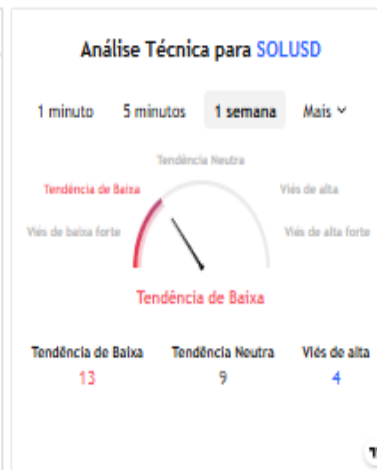 Análise Técnica para SOLUSD
1 minuto 5 minutos 1 semana Mais
Tendência Neutra
Tendência de Baixa Viés de alta
Viés de baixa forte Viés de alta forte
Tendência de Baixa
Tendência de Baixa Tendência Neutra Viés de alta
13 9 4